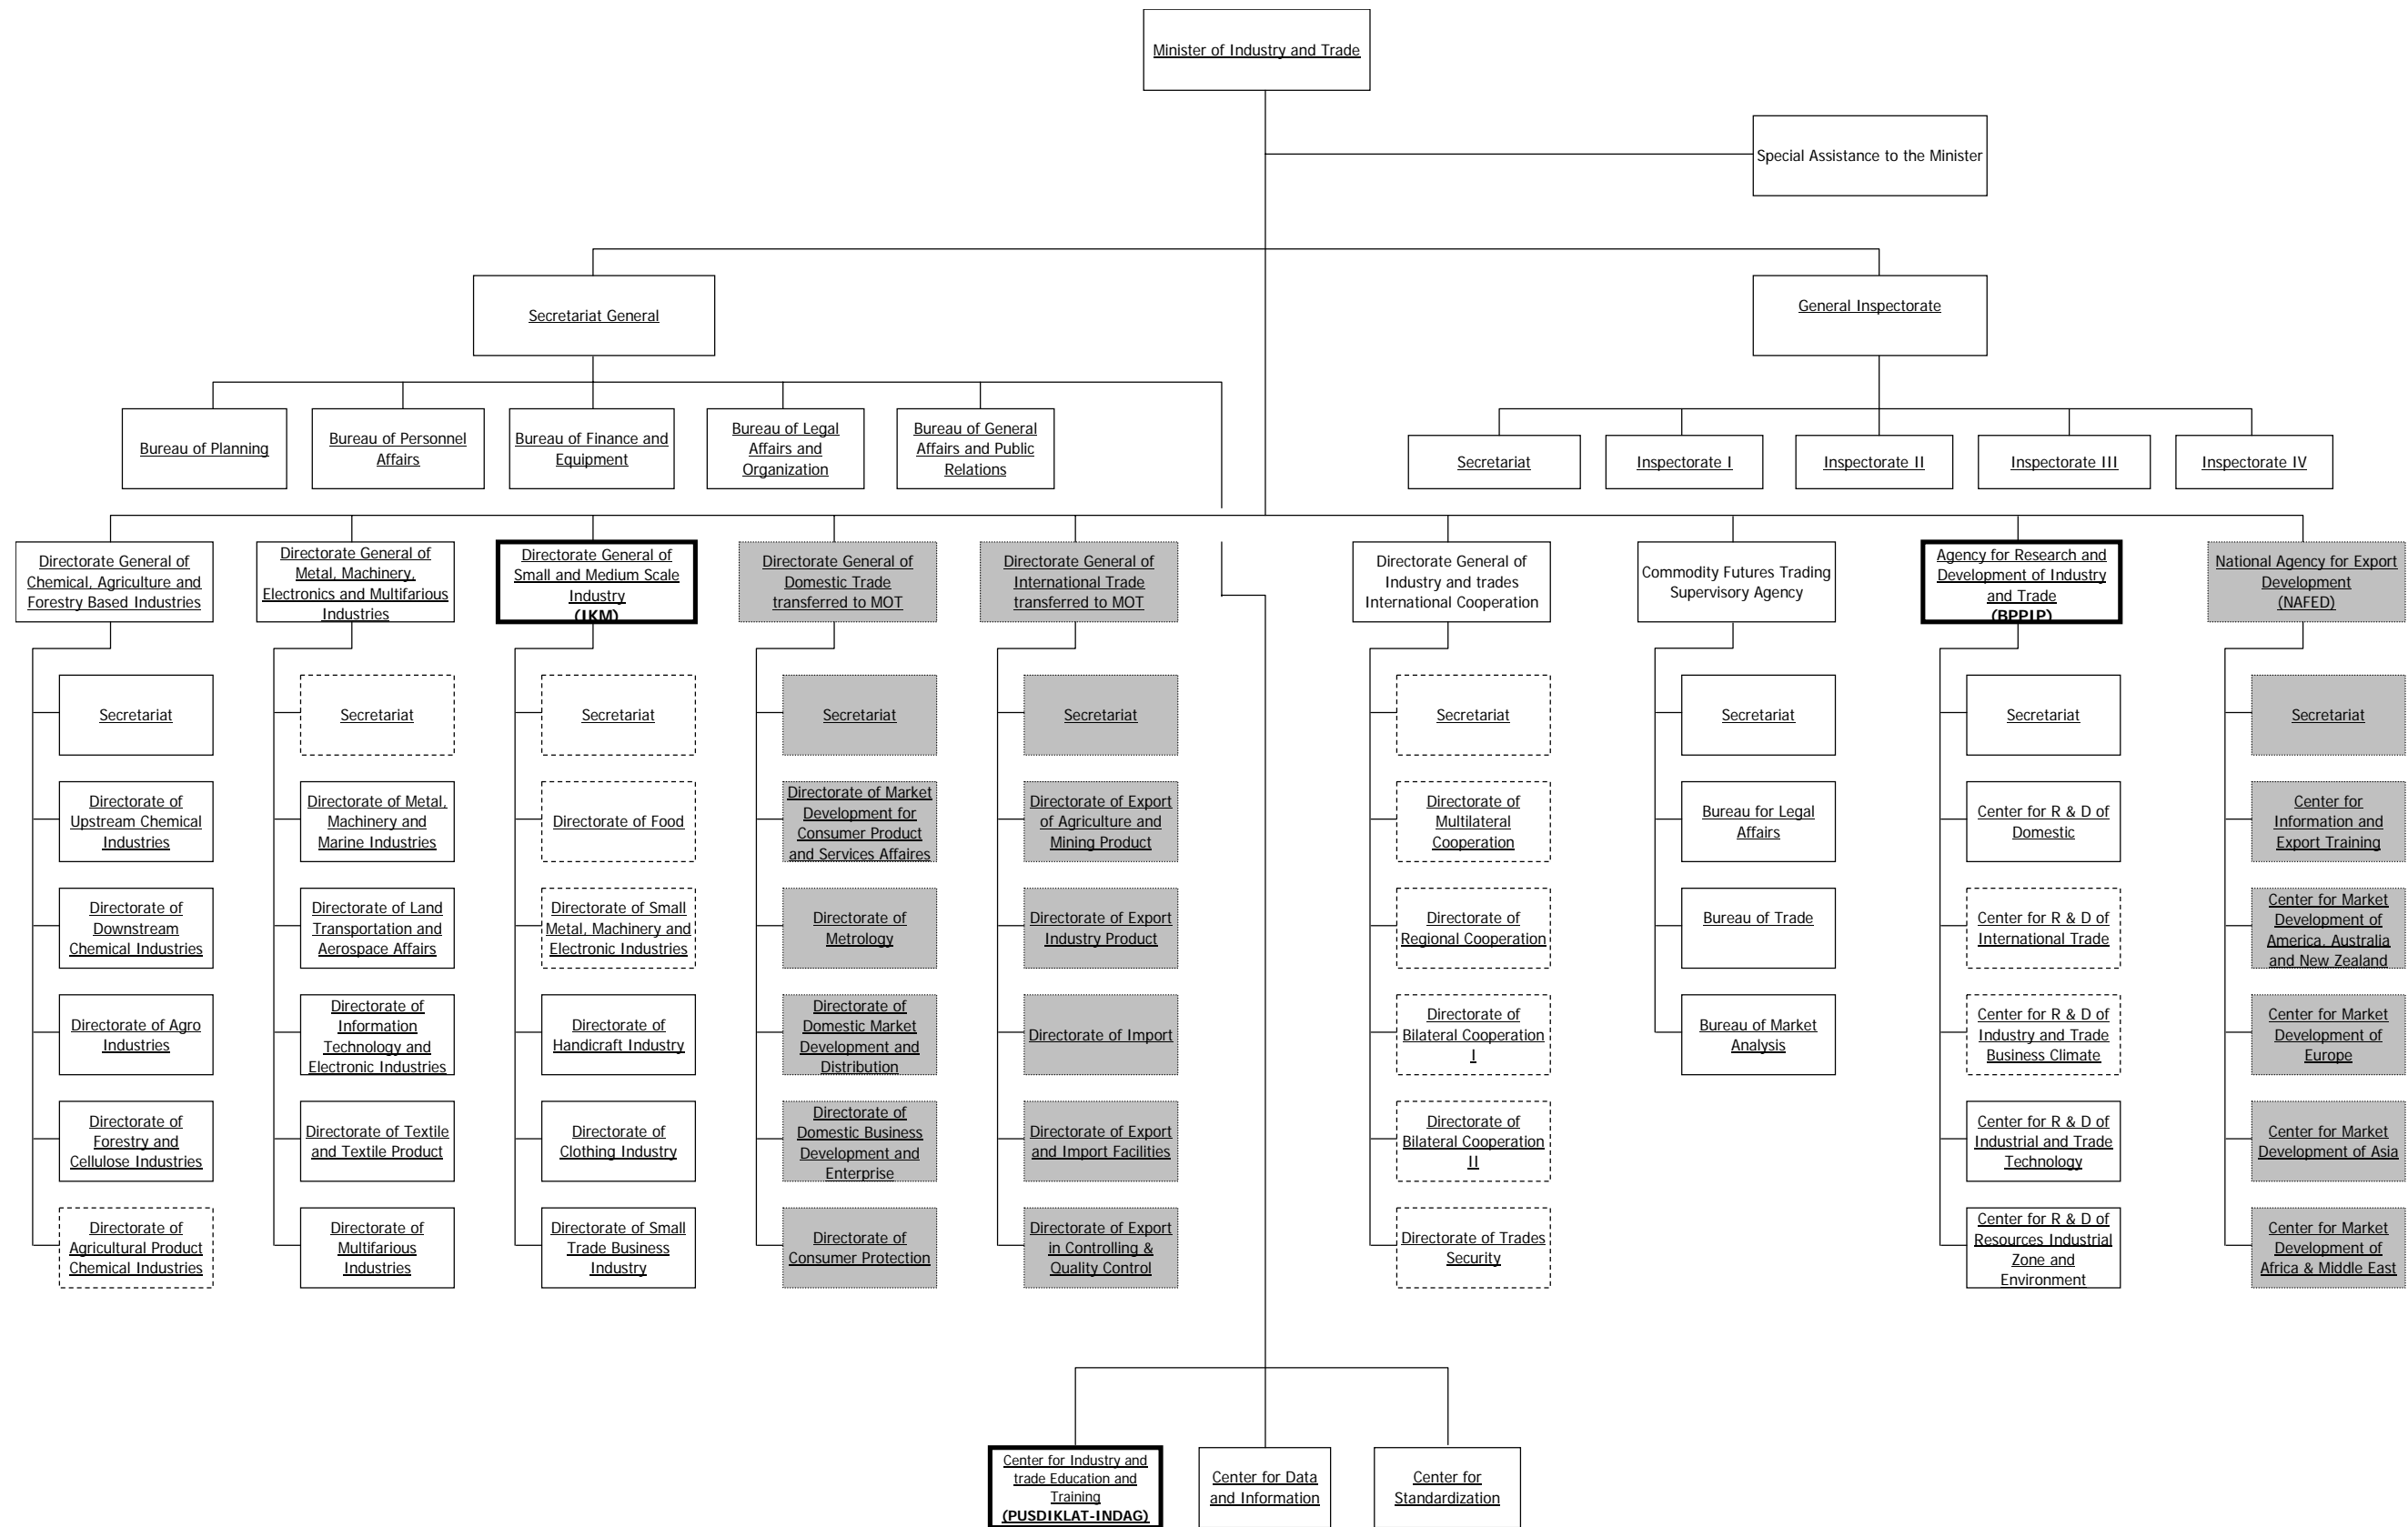 Minister of Industry and Trade
Special Assistance to the Minister
Secretariat General
General Inspectorate
Bureau of Planning
Bureau of Personnel
Affairs
Bureau of Finance and
Equipment
Bureau of Legal
Affairs and
Organization
Bureau of General
Affairs and Public
Relations
Secretariat
Inspectorate I
Inspectorate II
Inspectorate III
Inspectorate IV
Directorate General of
Chemical, Agriculture and
Forestry Based Industries
Directorate General of
Metal, Machinery,
Electronics and Multifarious
Industries
Directorate General of
Small and Medium Scale
Industry
(IKM)
Directorate General of
Domestic Trade
transferred to MOT
Directorate General of
International Trade
transferred to MOT
Directorate General of
Industry and trades
International Cooperation
Commodity Futures Trading
Supervisory Agency
Agency for Research and
Development of Industry
and Trade
(BPPIP)
National Agency for Export
Development
(NAFED)
Secretariat
Directorate of
Upstream Chemical
Industries
Directorate of
Downstream
Chemical Industries
Directorate of Agro
Industries
Directorate of
Forestry and
Cellulose Industries
Directorate of
Agricultural Product
Chemical Industries
Secretariat
Directorate of Metal,
Machinery and
Marine Industries
Directorate of Land
Transportation and
Aerospace Affairs
Directorate of
Information
Technology and
Electronic Industries
Directorate of Textile
and Textile Product
Directorate of
Multifarious
Industries
Secretariat
Directorate of Food
Directorate of Small
Metal, Machinery and
Electronic Industries
Directorate of
Handicraft Industry
Directorate of
Clothing Industry
Directorate of Small
Trade Business
Industry
Secretariat
Directorate of Market
Development for
Consumer Product
and Services Affaires
Directorate of
Metrology
Directorate of
Domestic Market
Development and
Distribution
Directorate of
Domestic Business
Development and
Enterprise
Directorate of
Consumer Protection
Secretariat
Directorate of Export
of Agriculture and
Mining Product
Directorate of Export
Industry Product
Directorate of Import
Directorate of Export
and Import Facilities
Directorate of Export
in Controlling &
Quality Control
Secretariat
Directorate of
Multilateral
Cooperation
Directorate of
Regional Cooperation
Directorate of
Bilateral Cooperation
I
Directorate of
Bilateral Cooperation
II
Directorate of Trades
Security
Secretariat
Bureau for Legal
Affairs
Bureau of Trade
Bureau of Market
Analysis
Secretariat
Center for R & D of
Domestic
Center for R & D of
International Trade
Center for R & D of
Industry and Trade
Business Climate
Center for R & D of
Industrial and Trade
Technology
Center for R & D of
Resources Industrial
Zone and
Environment
Secretariat
Center for
Information and
Export Training
Center for Market
Development of
America, Australia
and New Zealand
Center for Market
Development of
Europe
Center for Market
Development of Asia
Center for Market
Development of
Africa & Middle East
Center for Industry and
trade Education and
Training
(PUSDIKLAT-INDAG)
Center for Data
and Information
Center for
Standardization